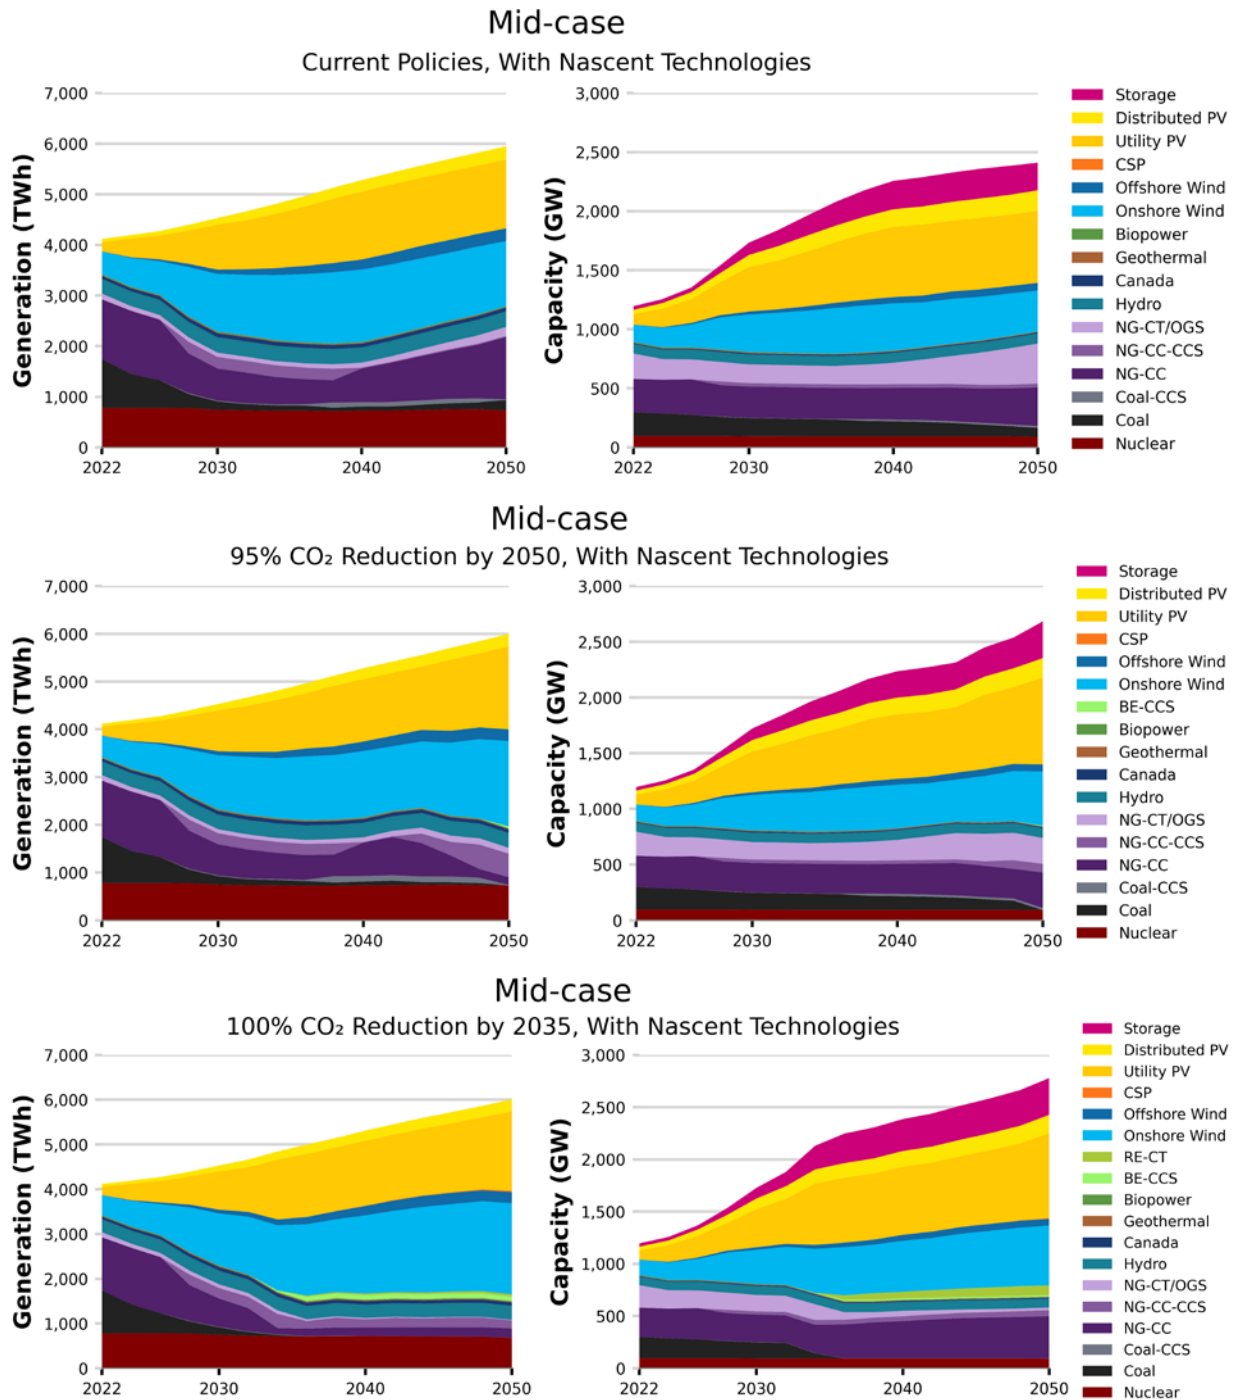 Mid-case
Current Policies, With Nascent Technologies
Generation (TWh)
7,000
6,000
5,000
4,000
3,000
2,000
1,000
0
2022
2030
2040
2050
Capacity (GW)
3,000
2,500
2,000
1,500
1,000
500
0
2022
2030
2040
2050
Storage
Distributed PV
Utility PV
CSP
Offshore Wind
Onshore Wind
Biopower
Geothermal
Canada
Hydro
NG-CT/OGS
NG-CC-CCS
NG-CC
Coal-CCS
Coal
Nuclear
Mid-case
95% CO₂ Reduction by 2050, With Nascent Technologies
Generation (TWh)
7,000
6,000
5,000
4,000
3,000
2,000
1,000
0
2022
2030
2040
2050
Capacity (GW)
3,000
2,500
2,000
1,500
1,000
500
0
2022
2030
2040
2050
Storage
Distributed PV
Utility PV
CSP
Offshore Wind
Onshore Wind
BE-CCS
Biopower
Geothermal
Canada
Hydro
NG-CT/OGS
NG-CC-CCS
NG-CC
Coal-CCS
Coal
Nuclear
Mid-case
100% CO₂ Reduction by 2035, With Nascent Technologies
Generation (TWh)
7,000
6,000
5,000
4,000
3,000
2,000
1,000
0
2022
2030
2040
2050
Capacity (GW)
3,000
2,500
2,000
1,500
1,000
500
0
2022
2030
2040
2050
Storage
Distributed PV
Utility PV
CSP
Offshore Wind
Onshore Wind
RE-CT
BE-CCS
Biopower
Geothermal
Canada
Hydro
NG-CT/OGS
NG-CC-CCS
NG-CC
Coal-CCS
Coal
Nuclear